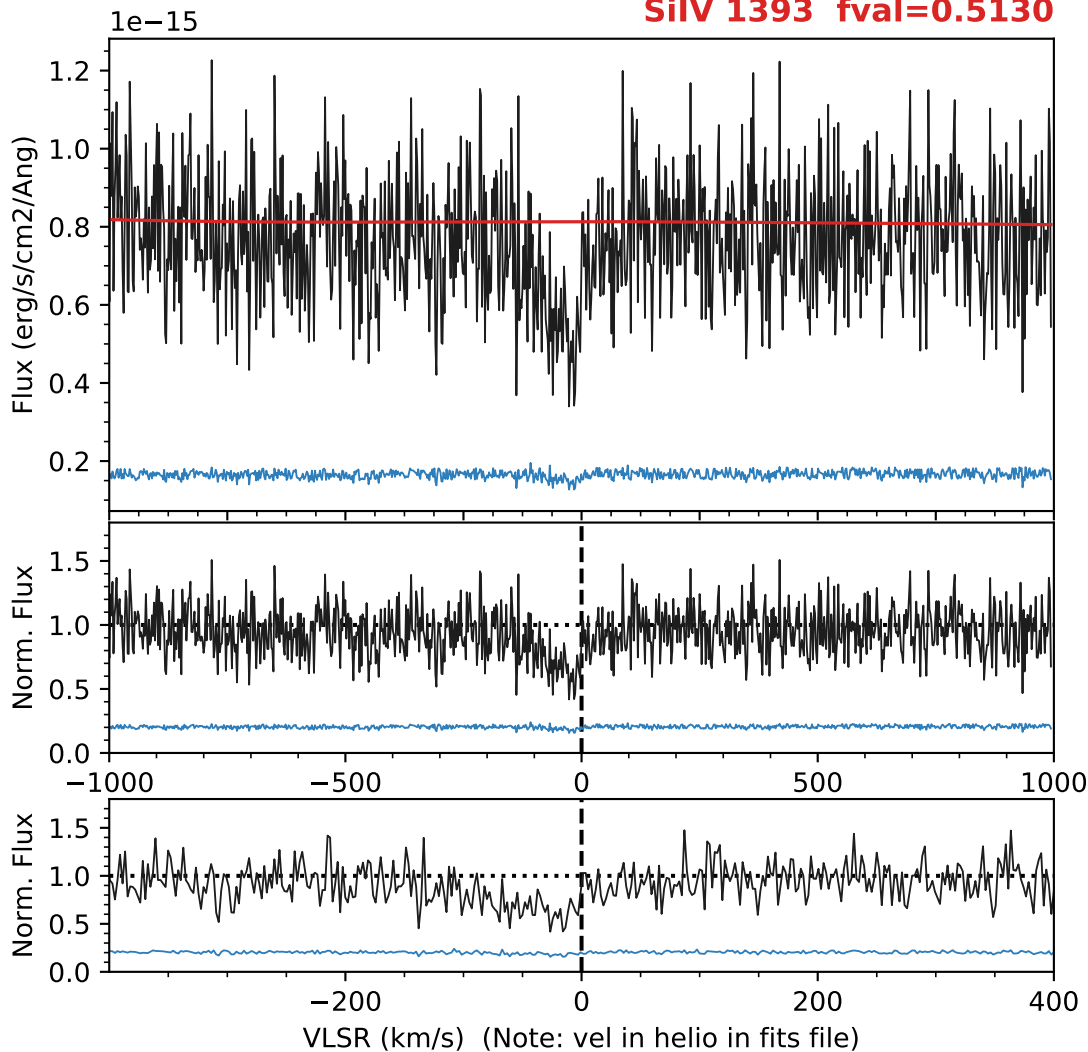 1e−15
SiIV 1393 fval=0.5130
Flux (erg/s/cm2/Ang)
1.2
1.0
0.8
0.6
0.4
0.2
Norm. Flux
1.5
1.0
0.5
0.0
−1000 −500 0 500 1000
Norm. Flux
1.5
1.0
0.5
0.0
−200 0 200 400
VLSR (km/s) (Note: vel in helio in fits file)